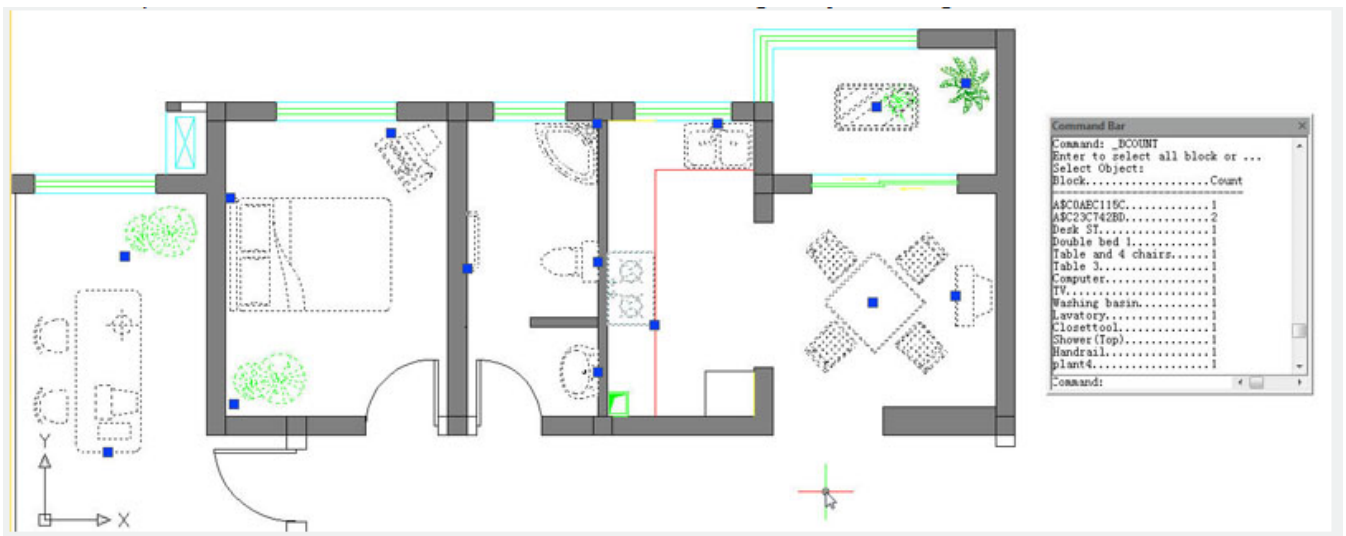 Command Bar
Command: _BCOUNT
Enter to select all block or ...
Select Object:
Block..................Count
A$C0ABC115C.............1
A$C23C742BD.............2
Desk ST.................1
Double bed 1............1
Table and 4 chairs......1
Table 3.................1
Computer................1
TV......................1
Washing basin...........1
Lavatory................1
Closettool..............1
Shower(Top).............1
Handrail................1
plant4..................1
Command:
Y
X